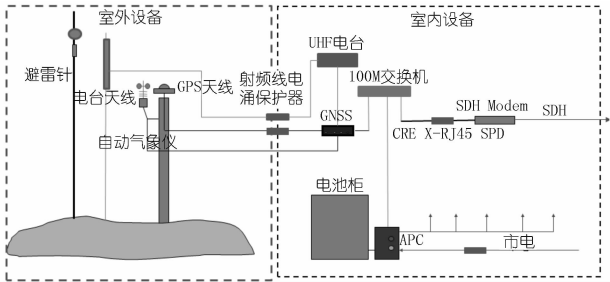 室外设备
室内设备
避雷针
电台天线
GPS天线
自动气象仪
射频线电
涌保护器
UHF电台
100M交换机
GNSS
CRE X-RJ45
SDH Modem
SPD
SDH
电池柜
APC
市电